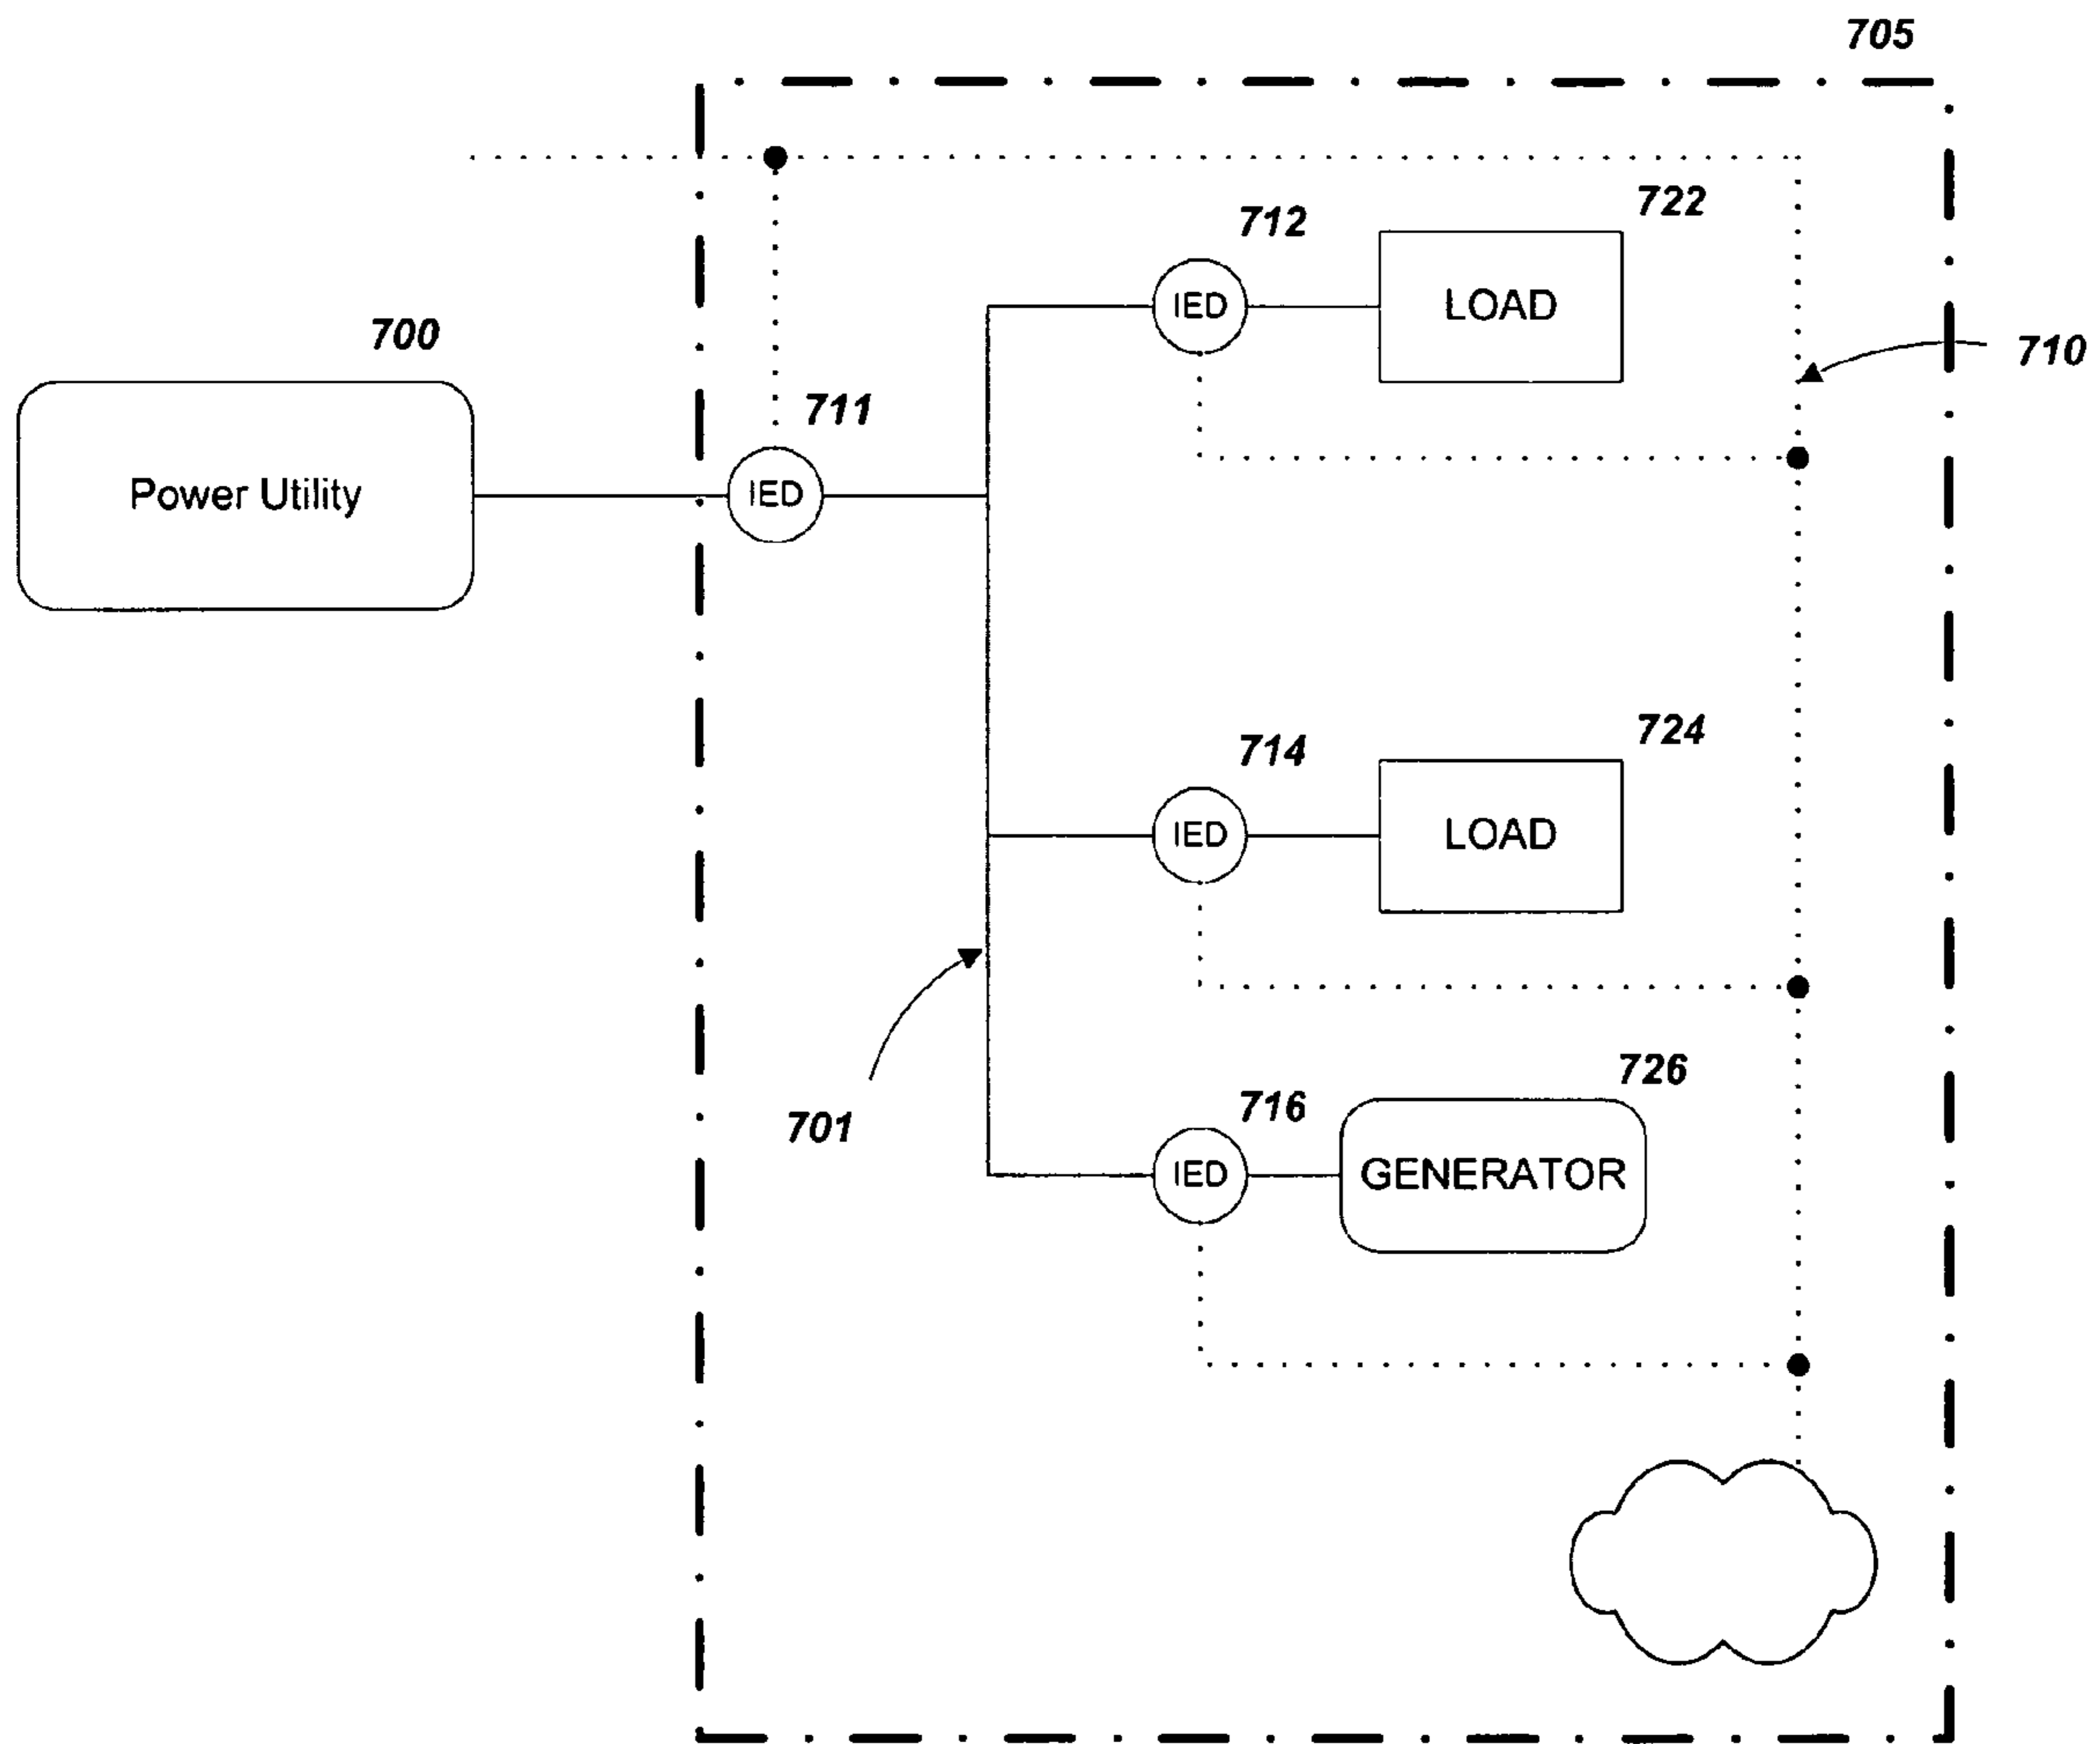 705
712
722
IED
LOAD
700
710
711
Power Utility
IED
714
724
IED
LOAD
701
716
726
IED
GENERATOR